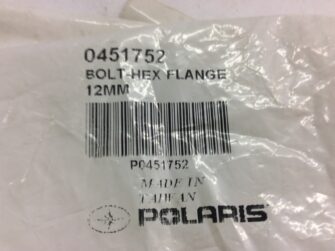 0451752
BOLT-HEX FLANGE
12MM
P0451752
MADE IN
TAIWAN
POLARIS